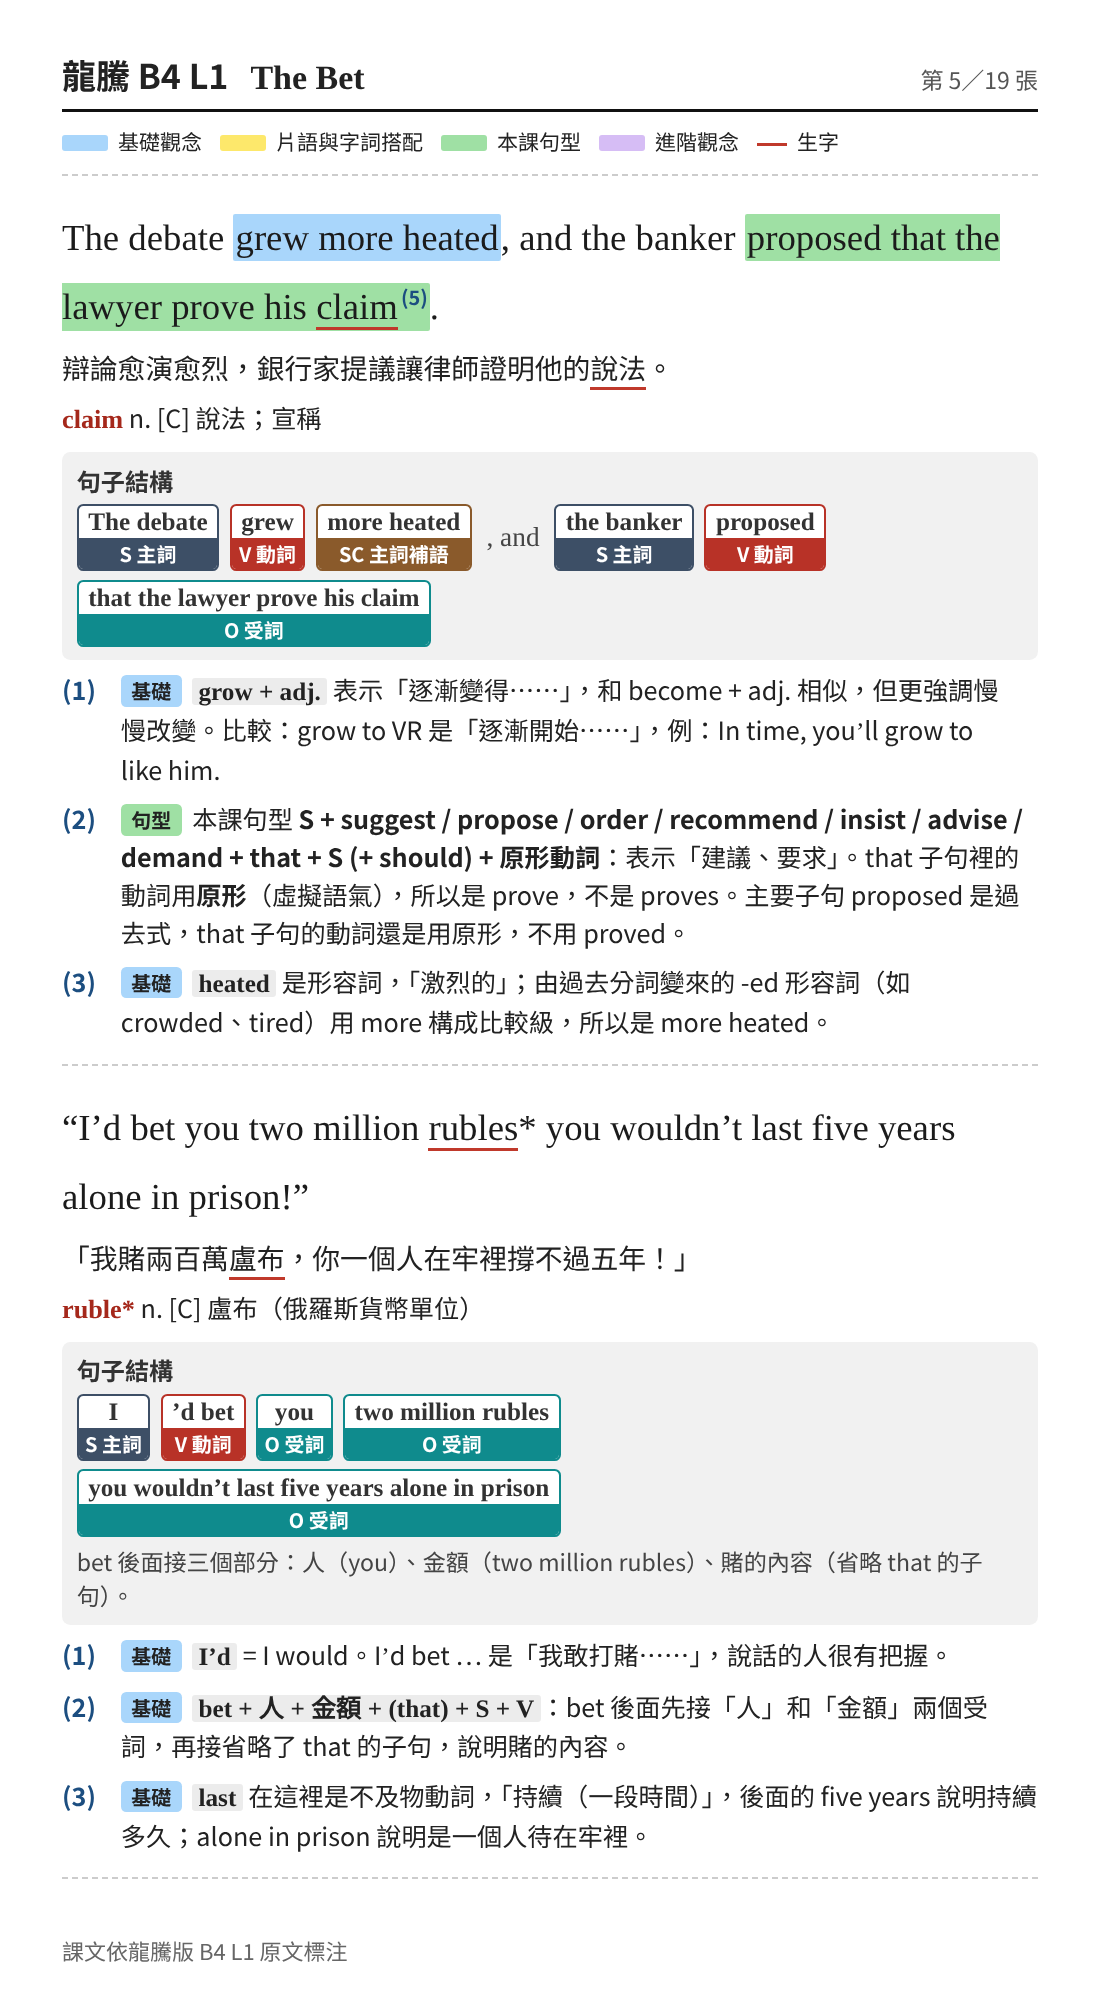 龍騰 B4 L1 The Bet
第 5／19 張
基礎觀念 片語與字詞搭配 本課句型 進階觀念 生字
The debate grew more heated, and the banker proposed that the
lawyer prove his claim(5).
辯論愈演愈烈，銀行家提議讓律師證明他的說法。
claim n. [C] 說法；宣稱
句子結構
The debate grew more heated , and the banker proposed
S 主詞 V 動詞 SC 主詞補語 S 主詞 V 動詞
that the lawyer prove his claim
O 受詞
(1) 基礎 grow + adj. 表示「逐漸變得……」，和 become + adj. 相似，但更強調慢
慢改變。比較：grow to VR 是「逐漸開始……」，例：In time, you’ll grow to
like him.
(2) 句型 本課句型 S + suggest / propose / order / recommend / insist / advise /
demand + that + S (+ should) + 原形動詞：表示「建議、要求」。that 子句裡的
動詞用原形（虛擬語氣），所以是 prove，不是 proves。主要子句 proposed 是過
去式，that 子句的動詞還是用原形，不用 proved。
(3) 基礎 heated 是形容詞，「激烈的」；由過去分詞變來的 -ed 形容詞（如
crowded、tired）用 more 構成比較級，所以是 more heated。
“I’d bet you two million rubles* you wouldn’t last five years
alone in prison!”
「我賭兩百萬盧布，你一個人在牢裡撐不過五年！」
ruble* n. [C] 盧布（俄羅斯貨幣單位）
句子結構
I ’d bet you two million rubles
S 主詞 V 動詞 O 受詞 O 受詞
you wouldn’t last five years alone in prison
O 受詞
bet 後面接三個部分：人（you）、金額（two million rubles）、賭的內容（省略 that 的子
句）。
(1) 基礎 I’d = I would。I’d bet … 是「我敢打賭……」，說話的人很有把握。
(2) 基礎 bet + 人 + 金額 + (that) + S + V：bet 後面先接「人」和「金額」兩個受
詞，再接省略了 that 的子句，說明賭的內容。
(3) 基礎 last 在這裡是不及物動詞，「持續（一段時間）」，後面的 five years 說明持續
多久；alone in prison 說明是一個人待在牢裡。
課文依龍騰版 B4 L1 原文標注